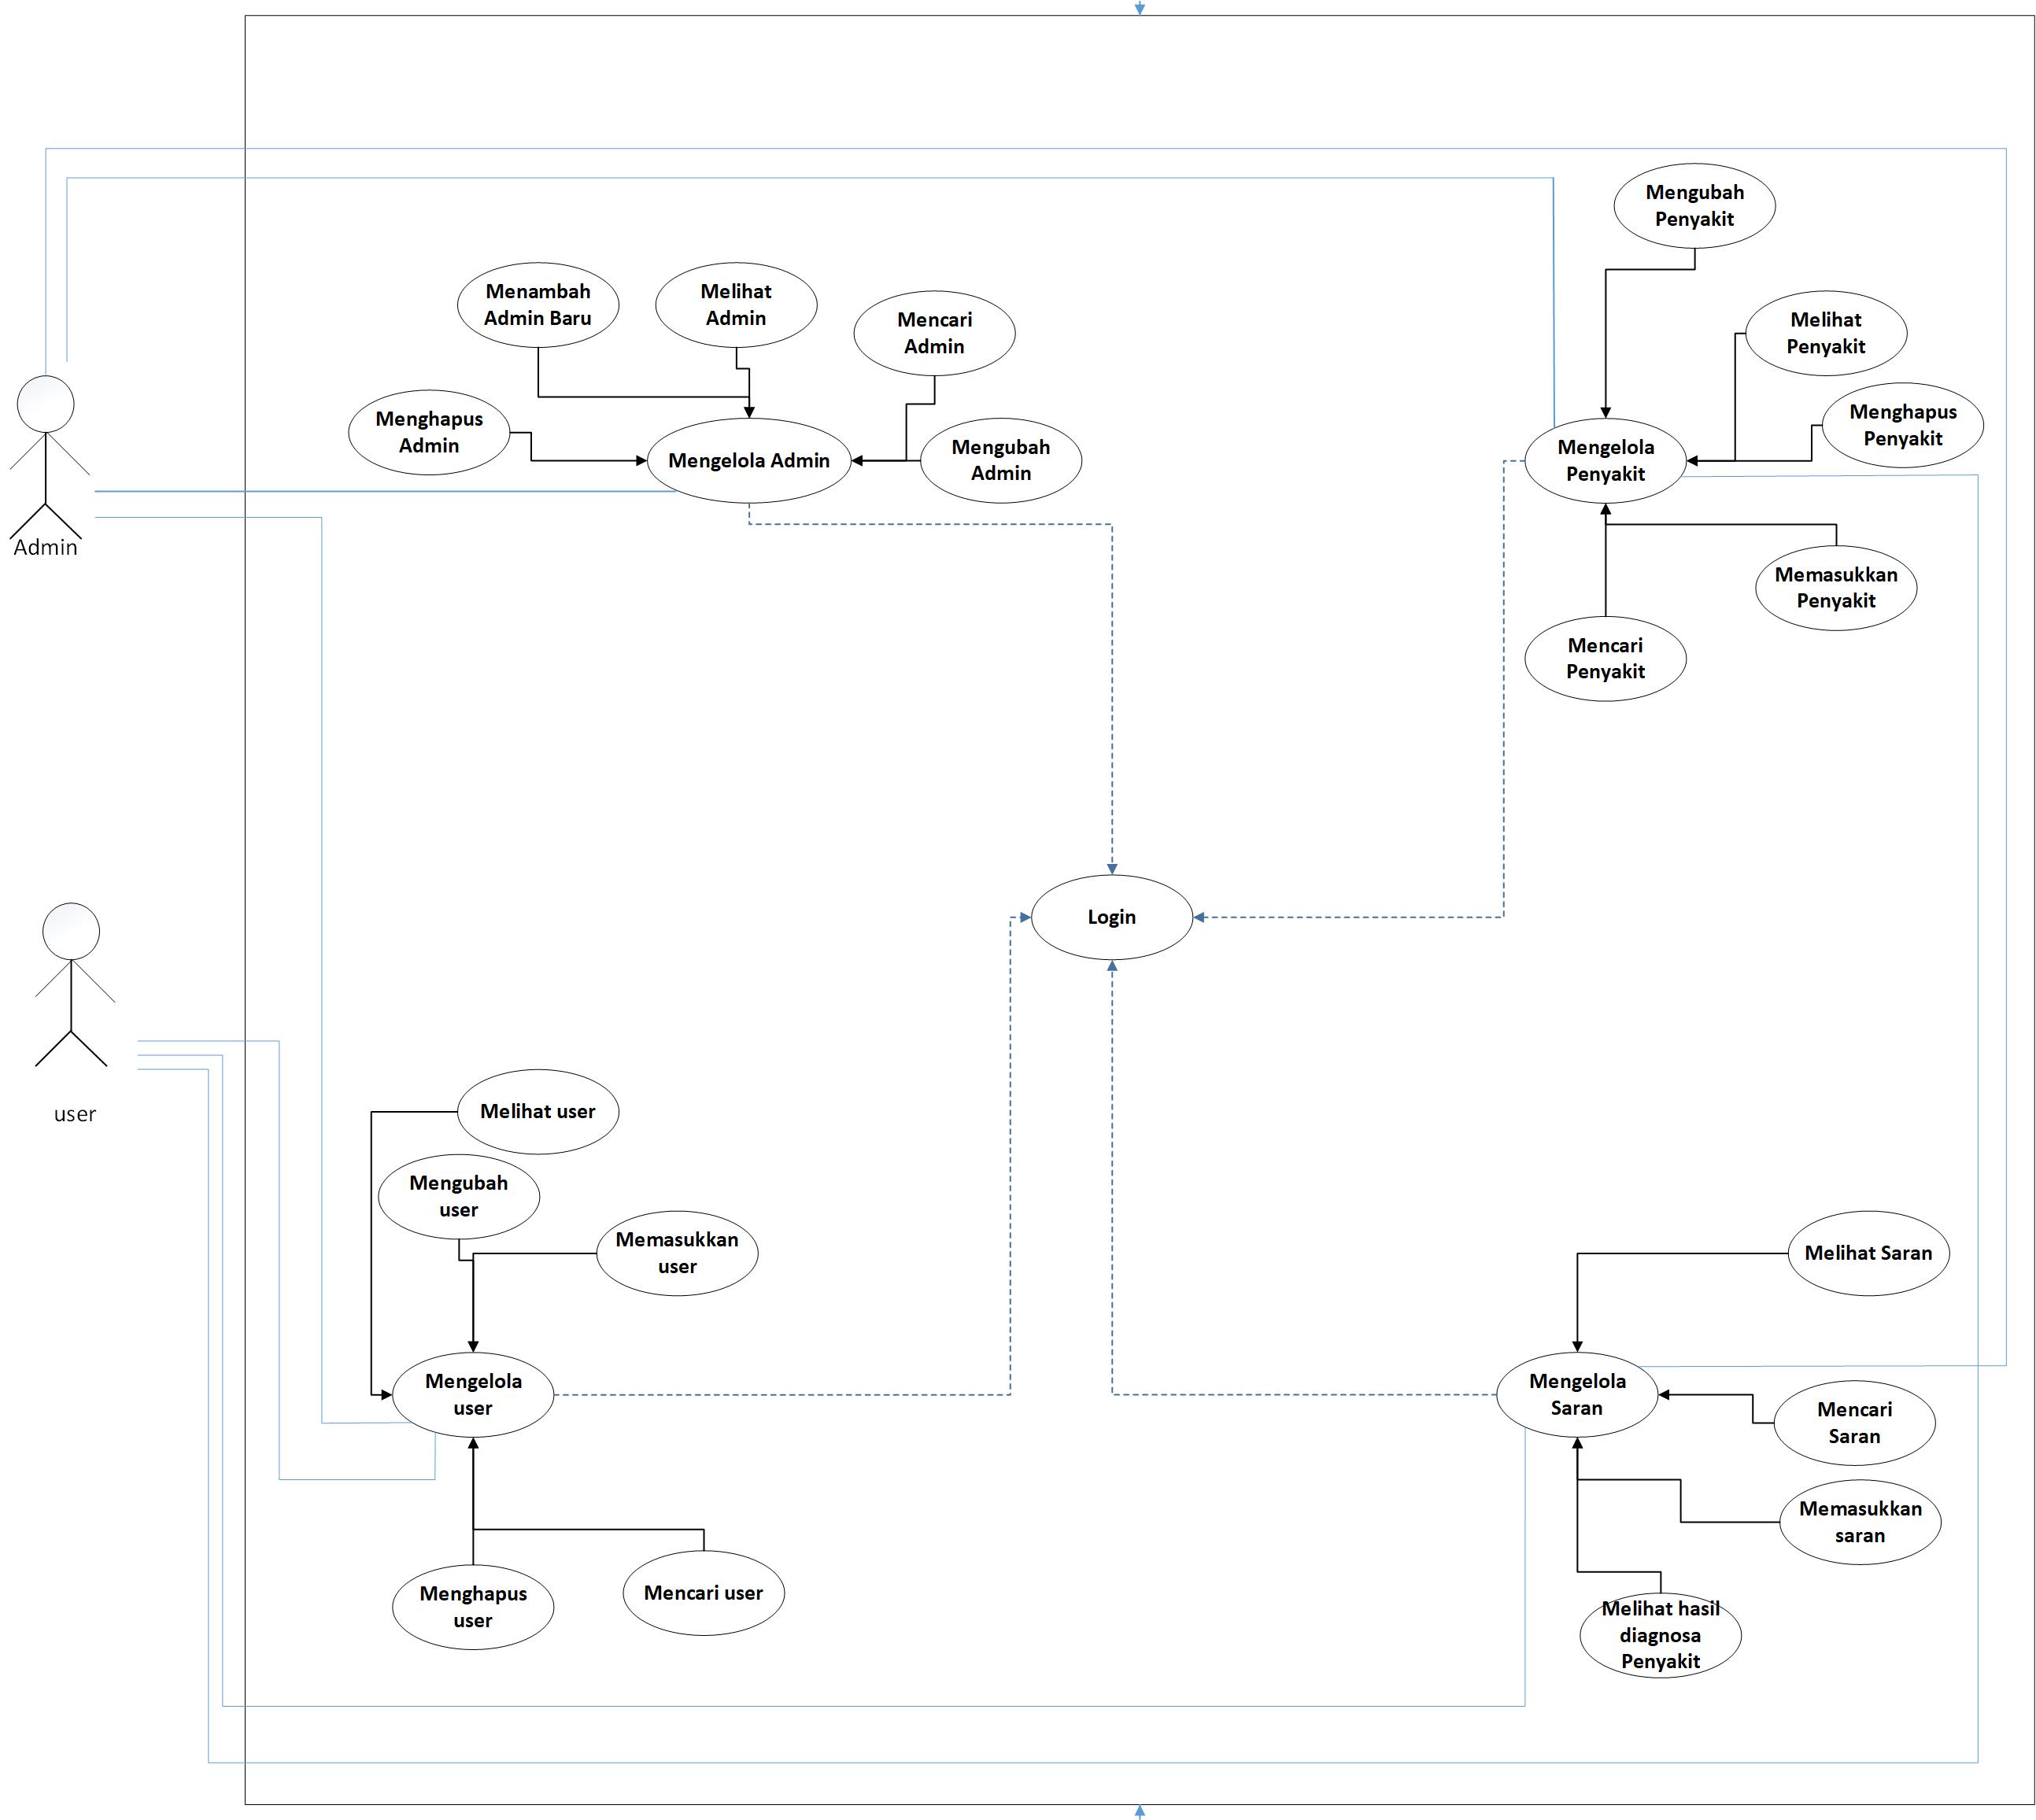 Mengubah
Penyakit
Menambah
Admin Baru
Melihat
Admin
Mencari
Admin
Melihat
Penyakit
Menghapus
Admin
Mengelola Admin
Mengubah
Admin
Mengelola
Penyakit
Menghapus
Penyakit
Admin
Memasukkan
Penyakit
Mencari
Penyakit
Login
user
Melihat user
Mengubah
user
Memasukkan
user
Melihat Saran
Mengelola
user
Mengelola
Saran
Mencari
Saran
Memasukkan
saran
Menghapus
user
Mencari user
Melihat hasil
diagnosa
Penyakit